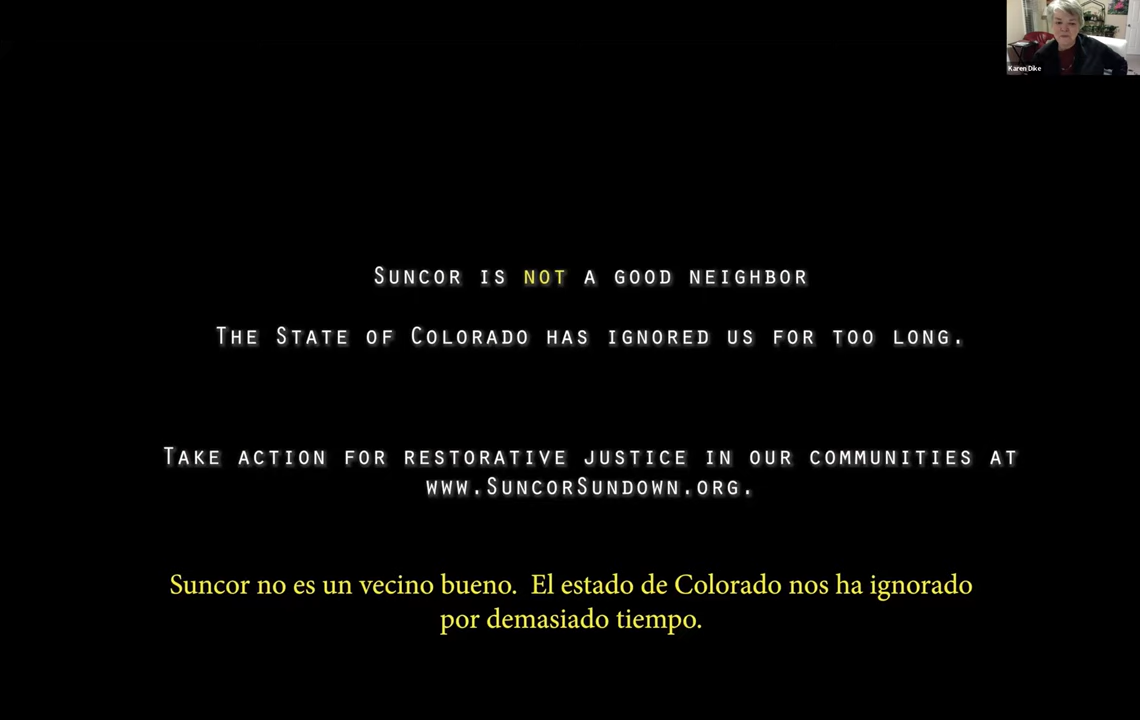 Karen Dike
Suncor is not a good neighbor
The State of Colorado has ignored us for too long.
Take action for restorative justice in our communities at
www.SuncorSundown.org.
Suncor no es un vecino bueno.  El estado de Colorado nos ha ignorado
por demasiado tiempo.